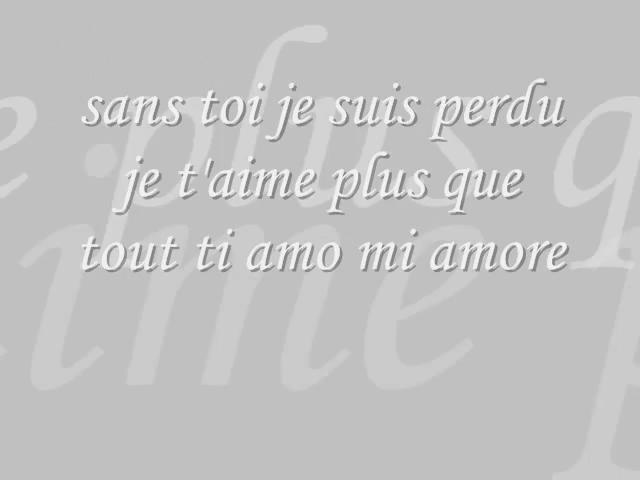 sans toi je suis perdu
je t'aime plus que
tout ti amo mi amore